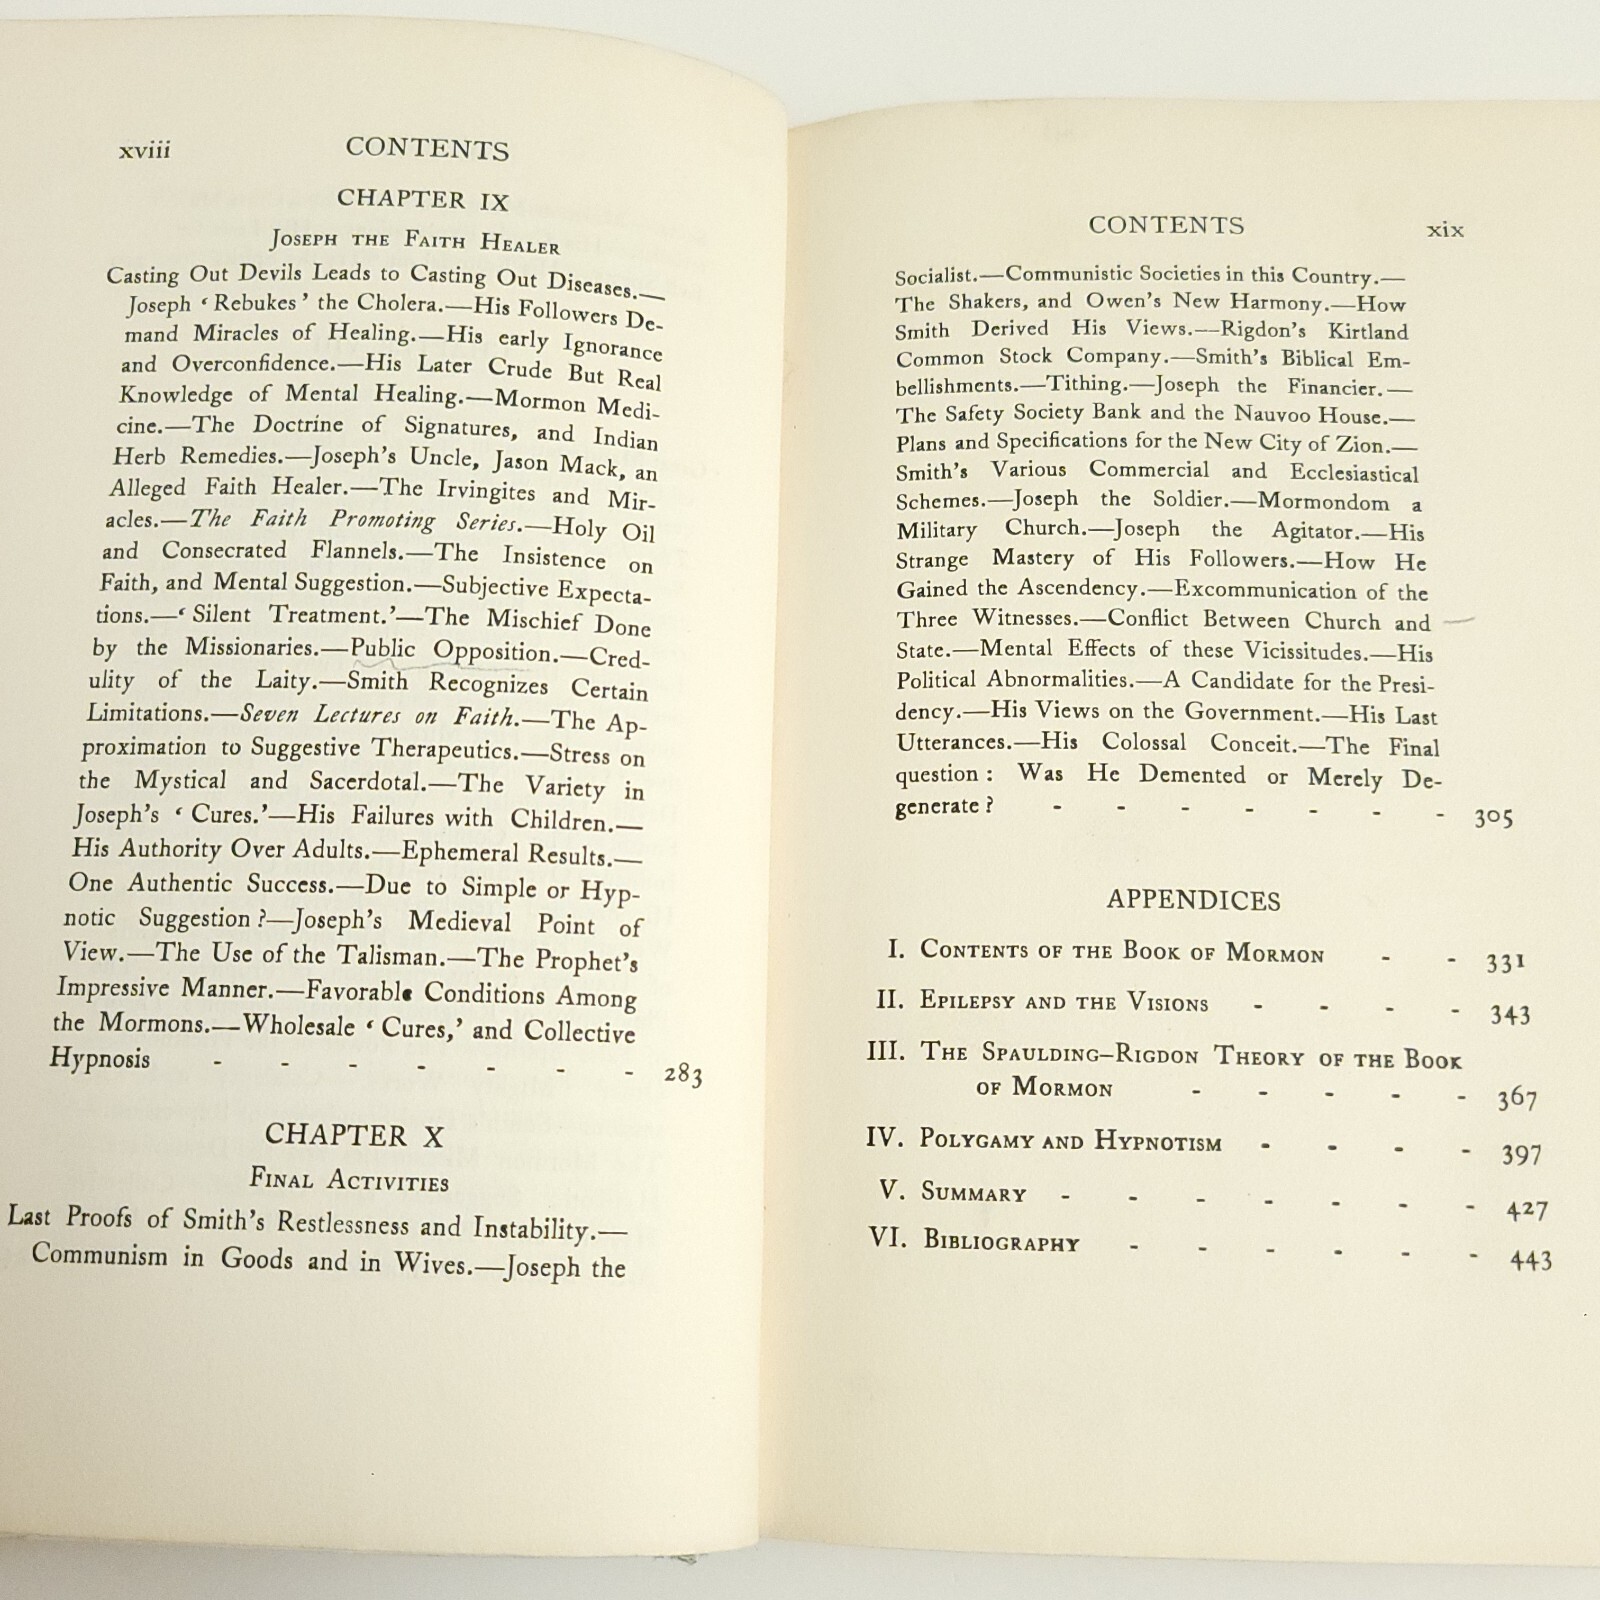 xviii CONTENTS
CHAPTER IX
Joseph the Faith Healer
Casting Out Devils Leads to Casting Out Diseases.—
Joseph ‘Rebukes’ the Cholera.—His Followers De-
mand Miracles of Healing.—His early Ignorance
and Overconfidence.—His Later Crude But Real
Knowledge of Mental Healing.—Mormon Medi-
cine.—The Doctrine of Signatures, and Indian
Herb Remedies.—Joseph's Uncle, Jason Mack, an
Alleged Faith Healer.—The Irvingites and Mir-
acles.—The Faith Promoting Series.—Holy Oil
and Consecrated Flannels.—The Insistence on
Faith, and Mental Suggestion.—Subjective Expecta-
tions.—‘Silent Treatment.’—The Mischief Done
by the Missionaries.—Public Opposition.—Cred-
ulity of the Laity.—Smith Recognizes Certain
Limitations.—Seven Lectures on Faith.—The Ap-
proximation to Suggestive Therapeutics.—Stress on
the Mystical and Sacerdotal.—The Variety in
Joseph's ‘Cures.’—His Failures with Children.—
His Authority Over Adults.—Ephemeral Results.—
One Authentic Success.—Due to Simple or Hyp-
notic Suggestion?—Joseph's Medieval Point of
View.—The Use of the Talisman.—The Prophet's
Impressive Manner.—Favorable Conditions Among
the Mormons.—Wholesale ‘Cures,’ and Collective
Hypnosis - - - - - - - 283
CHAPTER X
Final Activities
Last Proofs of Smith's Restlessness and Instability.—
Communism in Goods and in Wives.—Joseph the
CONTENTS xix
Socialist.—Communistic Societies in this Country.—
The Shakers, and Owen's New Harmony.—How
Smith Derived His Views.—Rigdon's Kirtland
Common Stock Company.—Smith's Biblical Em-
bellishments.—Tithing.—Joseph the Financier.—
The Safety Society Bank and the Nauvoo House.—
Plans and Specifications for the New City of Zion.—
Smith's Various Commercial and Ecclesiastical
Schemes.—Joseph the Soldier.—Mormondom a
Military Church.—Joseph the Agitator.—His
Strange Mastery of His Followers.—How He
Gained the Ascendency.—Excommunication of the
Three Witnesses.—Conflict Between Church and
State.—Mental Effects of these Vicissitudes.—His
Political Abnormalities.—A Candidate for the Presi-
dency.—His Views on the Government.—His Last
Utterances.—His Colossal Conceit.—The Final
question: Was He Demented or Merely De-
generate? - - - - - - - 305
APPENDICES
I. Contents of the Book of Mormon - - 331
II. Epilepsy and the Visions - - - - 343
III. The Spaulding-Rigdon Theory of the Book
of Mormon - - - - - 367
IV. Polygamy and Hypnotism - - - - 397
V. Summary - - - - - - - 427
VI. Bibliography - - - - - - 443